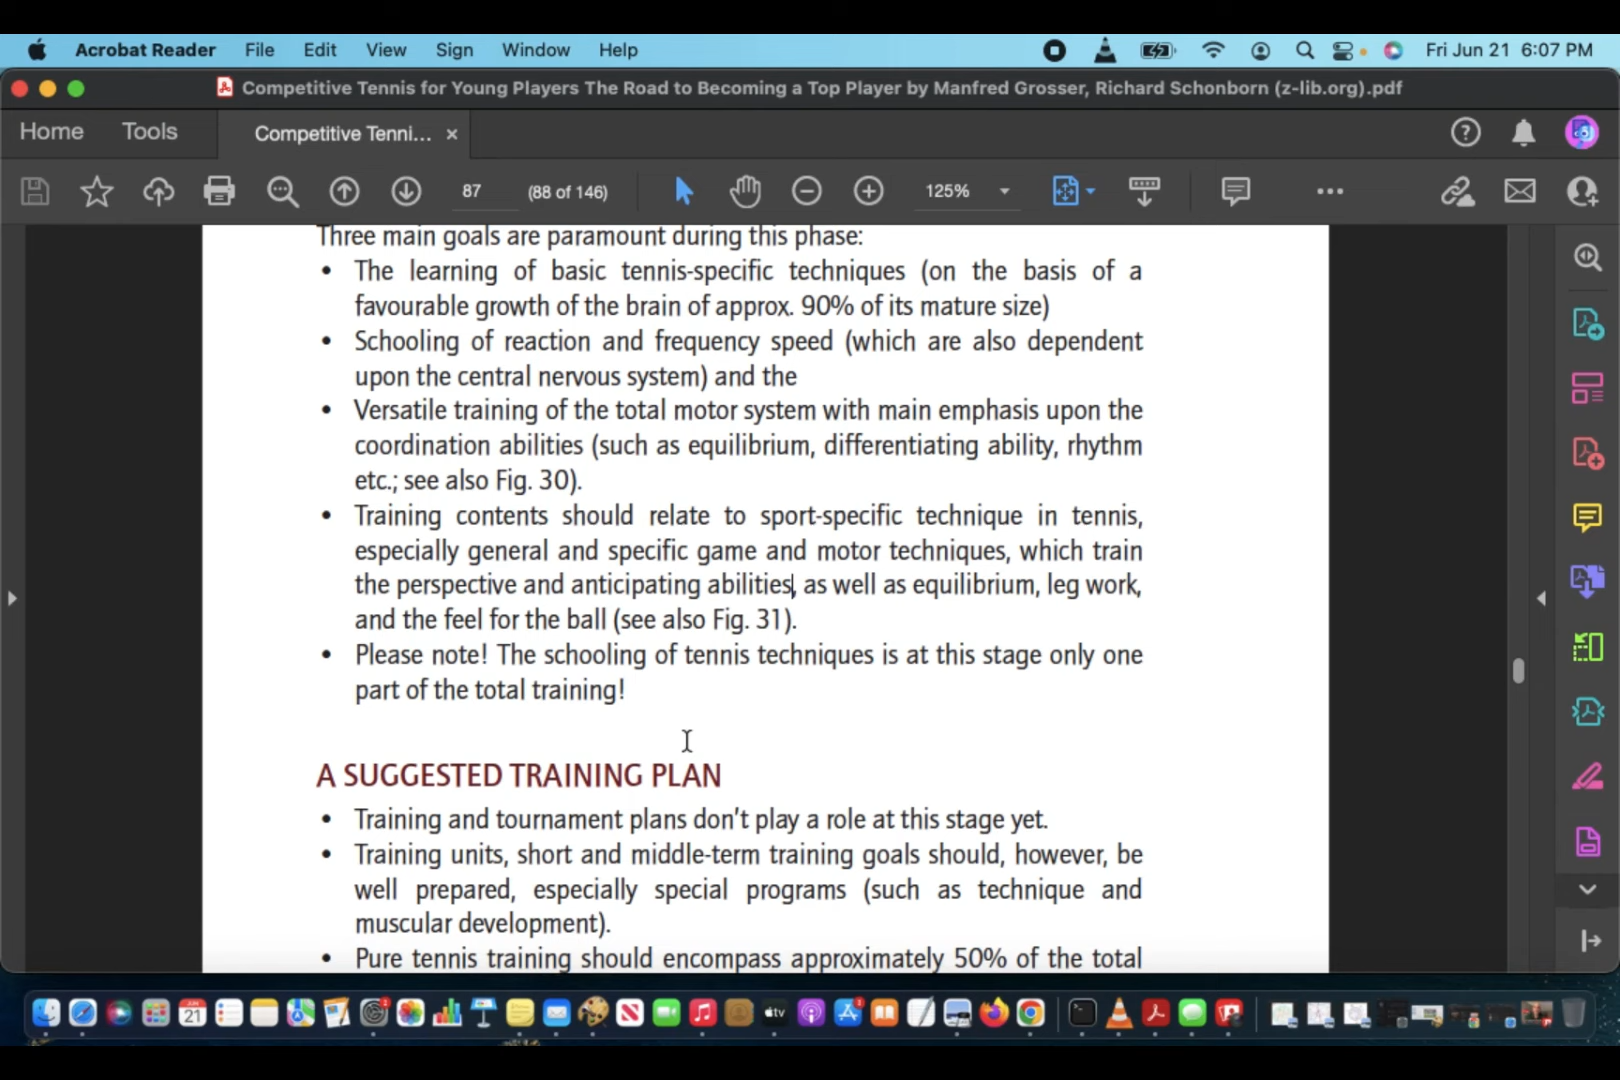 Acrobat Reader File Edit View Sign Window Help Fri Jun 21 6:07 PM
Competitive Tennis for Young Players The Road to Becoming a Top Player by Manfred Grosser, Richard Schonborn (z-lib.org).pdf
Home Tools Competitive Tenni... ×
87 (88 of 146) 125%
Three main goals are paramount during this phase:
• The learning of basic tennis-specific techniques (on the basis of a
favourable growth of the brain of approx. 90% of its mature size)
• Schooling of reaction and frequency speed (which are also dependent
upon the central nervous system) and the
• Versatile training of the total motor system with main emphasis upon the
coordination abilities (such as equilibrium, differentiating ability, rhythm
etc.; see also Fig. 30).
• Training contents should relate to sport-specific technique in tennis,
especially general and specific game and motor techniques, which train
the perspective and anticipating abilities, as well as equilibrium, leg work,
and the feel for the ball (see also Fig. 31).
• Please note! The schooling of tennis techniques is at this stage only one
part of the total training!
A SUGGESTED TRAINING PLAN
• Training and tournament plans don't play a role at this stage yet.
• Training units, short and middle-term training goals should, however, be
well prepared, especially special programs (such as technique and
muscular development).
• Pure tennis training should encompass approximately 50% of the total
21
tv